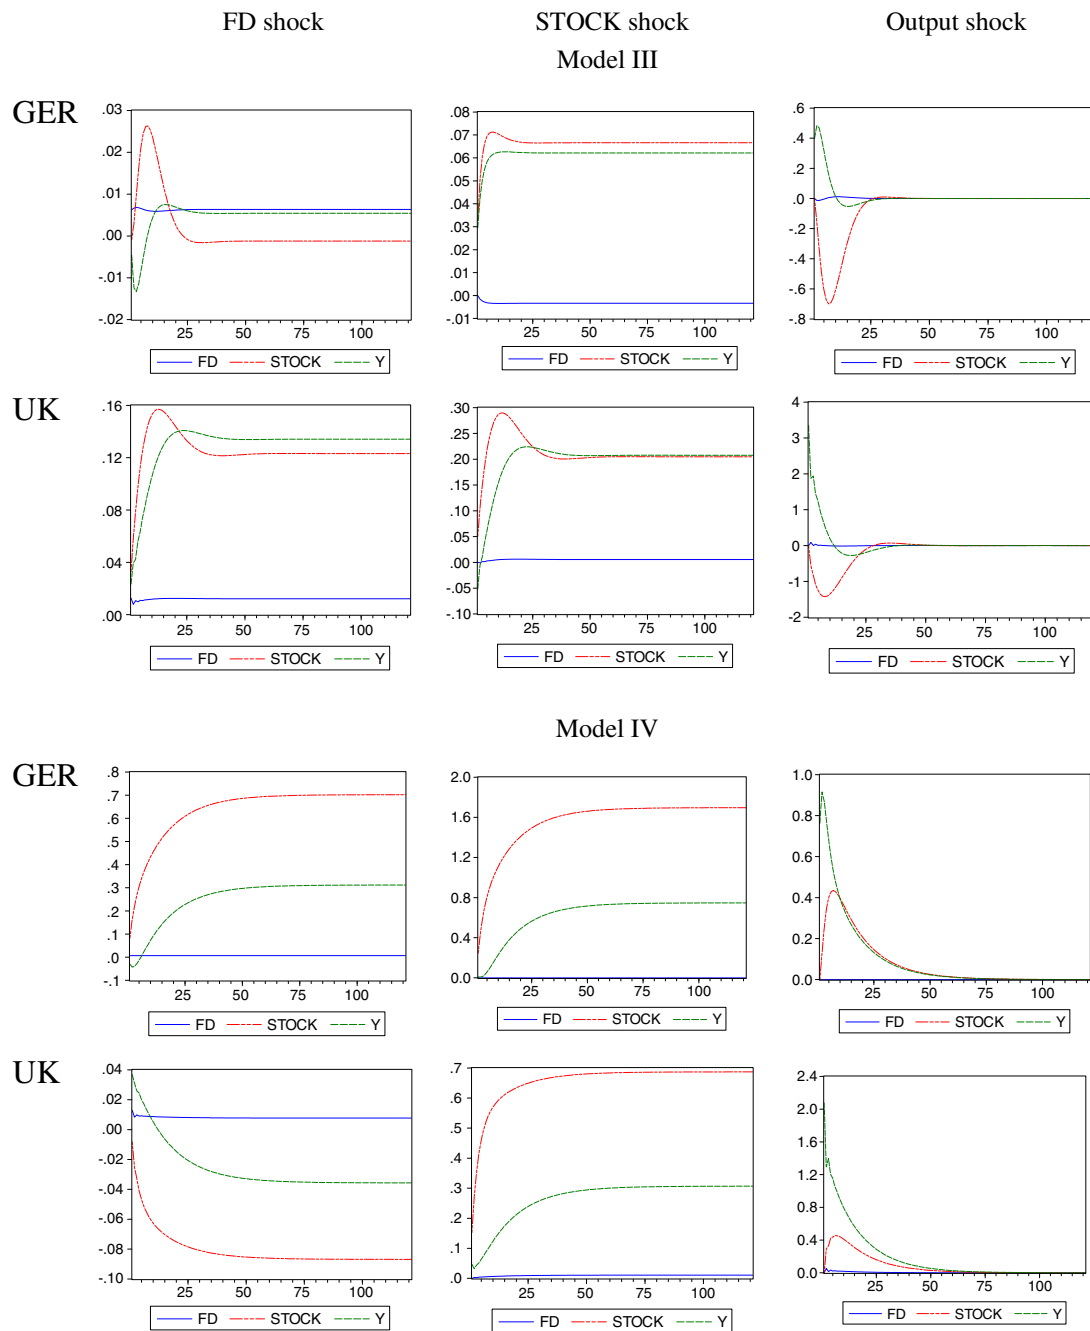 FD shock STOCK shock Output shock
Model III
GER
.03
.02
.01
.00
-.01
-.02
25 50 75 100
FD STOCK Y
.08
.07
.06
.05
.04
.03
.02
.01
.00
-.01
25 50 75 100
FD STOCK Y
.6
.4
.2
.0
-.2
-.4
-.6
-.8
25 50 75 100
FD STOCK Y
UK
.16
.12
.08
.04
.00
25 50 75 100
FD STOCK Y
.30
.25
.20
.15
.10
.05
.00
-.05
-.10
25 50 75 100
FD STOCK Y
4
3
2
1
0
-1
-2
25 50 75 100
FD STOCK Y
Model IV
GER
.8
.7
.6
.5
.4
.3
.2
.1
.0
-.1
25 50 75 100
FD STOCK Y
2.0
1.6
1.2
0.8
0.4
0.0
25 50 75 100
FD STOCK Y
1.0
0.8
0.6
0.4
0.2
0.0
25 50 75 100
FD STOCK Y
UK
.04
.02
.00
-.02
-.04
-.06
-.08
-.10
25 50 75 100
FD STOCK Y
.7
.6
.5
.4
.3
.2
.1
.0
25 50 75 100
FD STOCK Y
2.4
2.0
1.6
1.2
0.8
0.4
0.0
25 50 75 100
FD STOCK Y